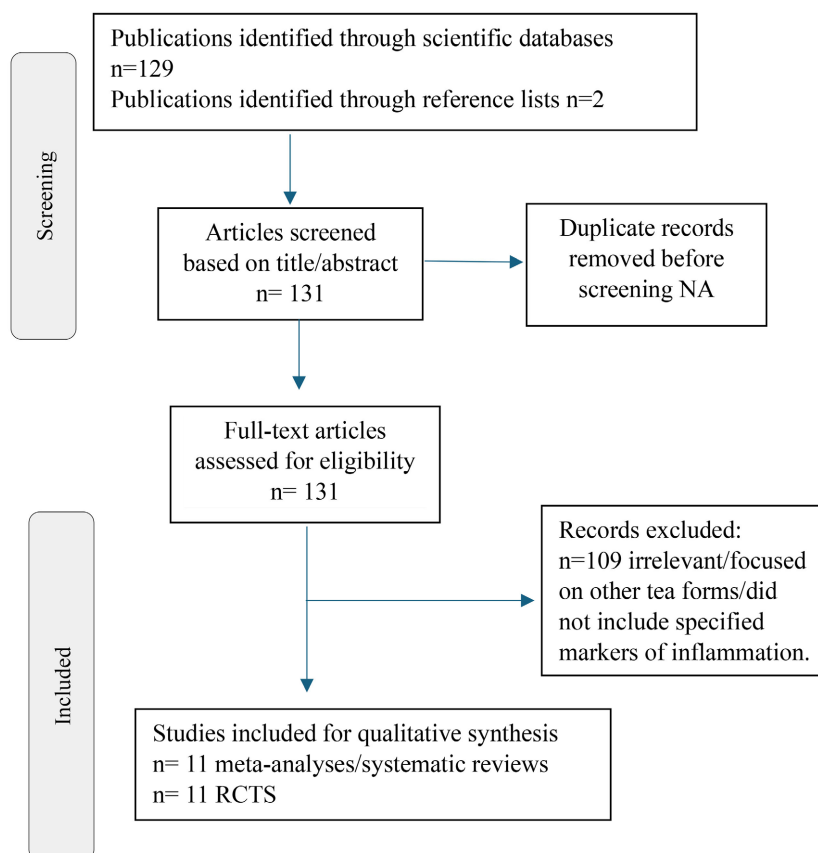 Publications identified through scientific databases
n=129
Publications identified through reference lists n=2
Screening
Articles screened
based on title/abstract
n= 131
Duplicate records
removed before
screening NA
Full-text articles
assessed for eligibility
n= 131
Records excluded:
n=109 irrelevant/focused
on other tea forms/did
not include specified
markers of inflammation.
Included
Studies included for qualitative synthesis
n= 11 meta-analyses/systematic reviews
n= 11 RCTS